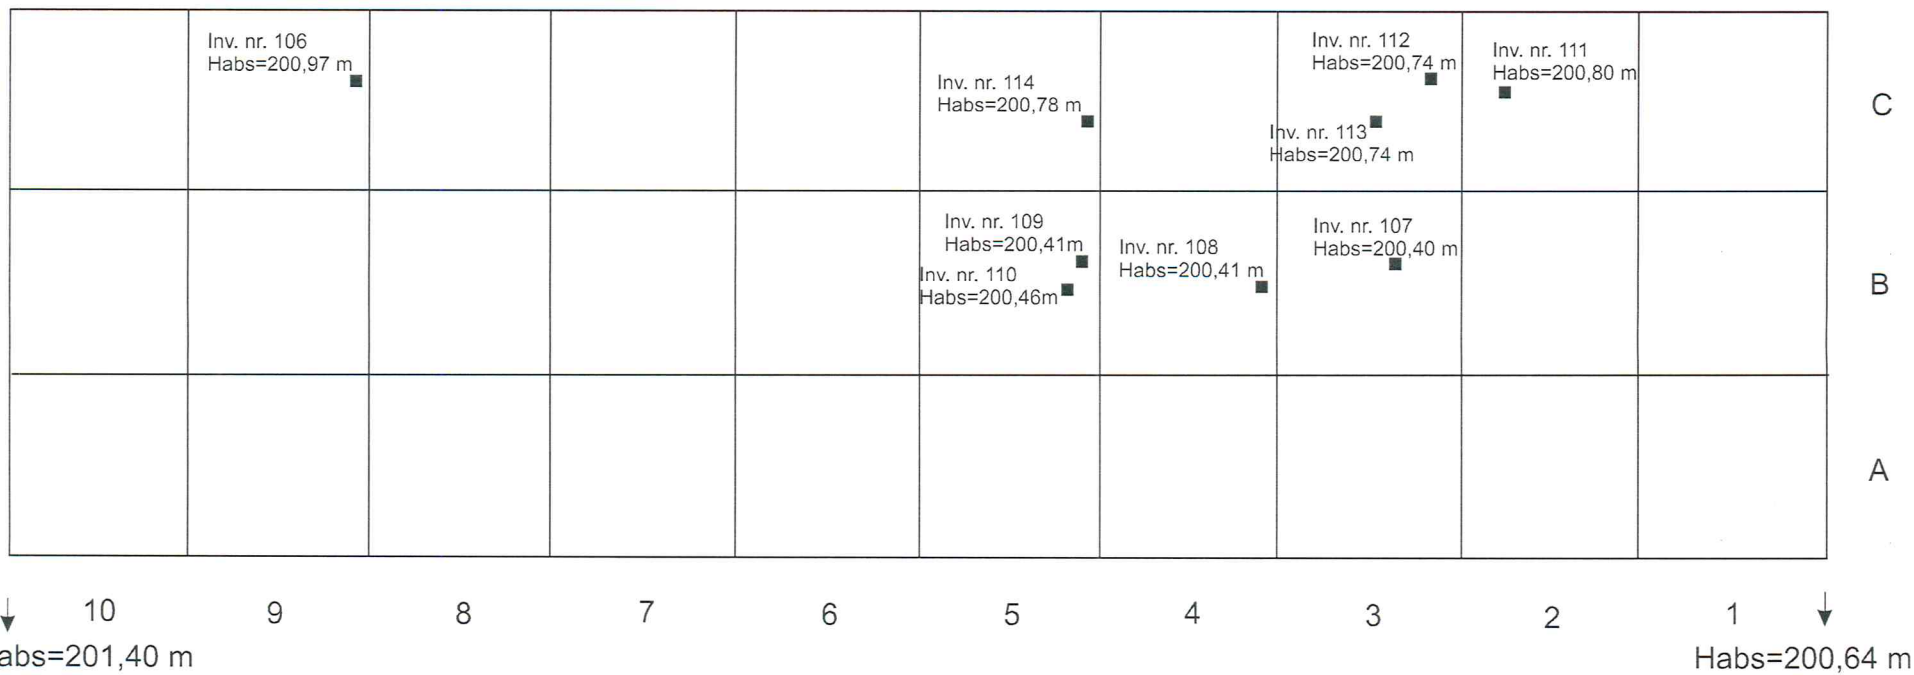 Inv. nr. 106
Habs=200,97 m
Inv. nr. 114
Habs=200,78 m
Inv. nr. 112
Habs=200,74 m
Inv. nr. 111
Habs=200,80 m
Inv. nr. 113
Habs=200,74 m
C
Inv. nr. 109
Habs=200,41m
Inv. nr. 110
Habs=200,46m
Inv. nr. 108
Habs=200,41 m
Inv. nr. 107
Habs=200,40 m
B
A
10 9 8 7 6 5 4 3 2 1
abs=201,40 m
Habs=200,64 m